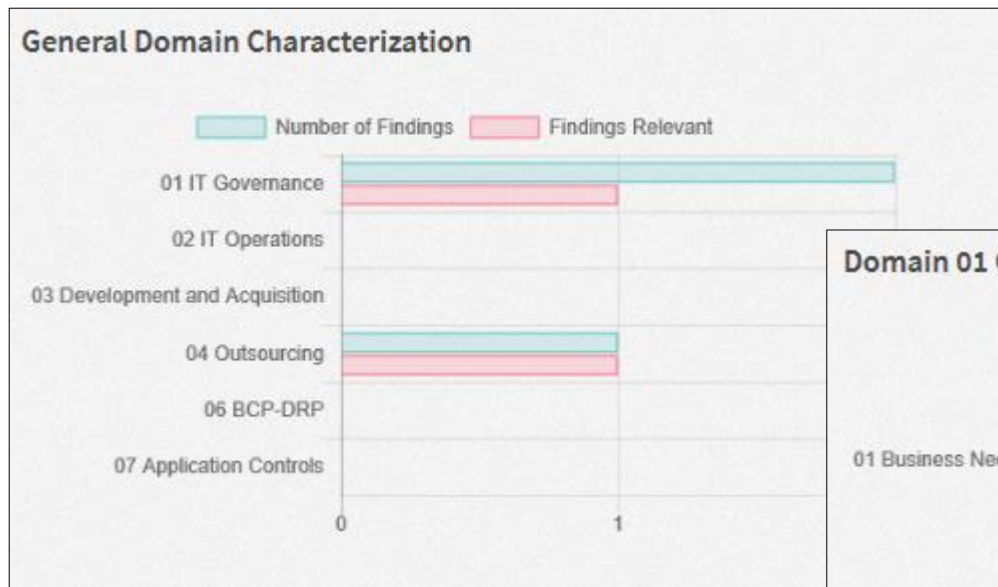 General Domain Characterization
Number of Findings Findings Relevant
01 IT Governance
02 IT Operations
03 Development and Acquisition
04 Outsourcing
06 BCP-DRP
07 Application Controls
0 1
Domain 01
01 Business